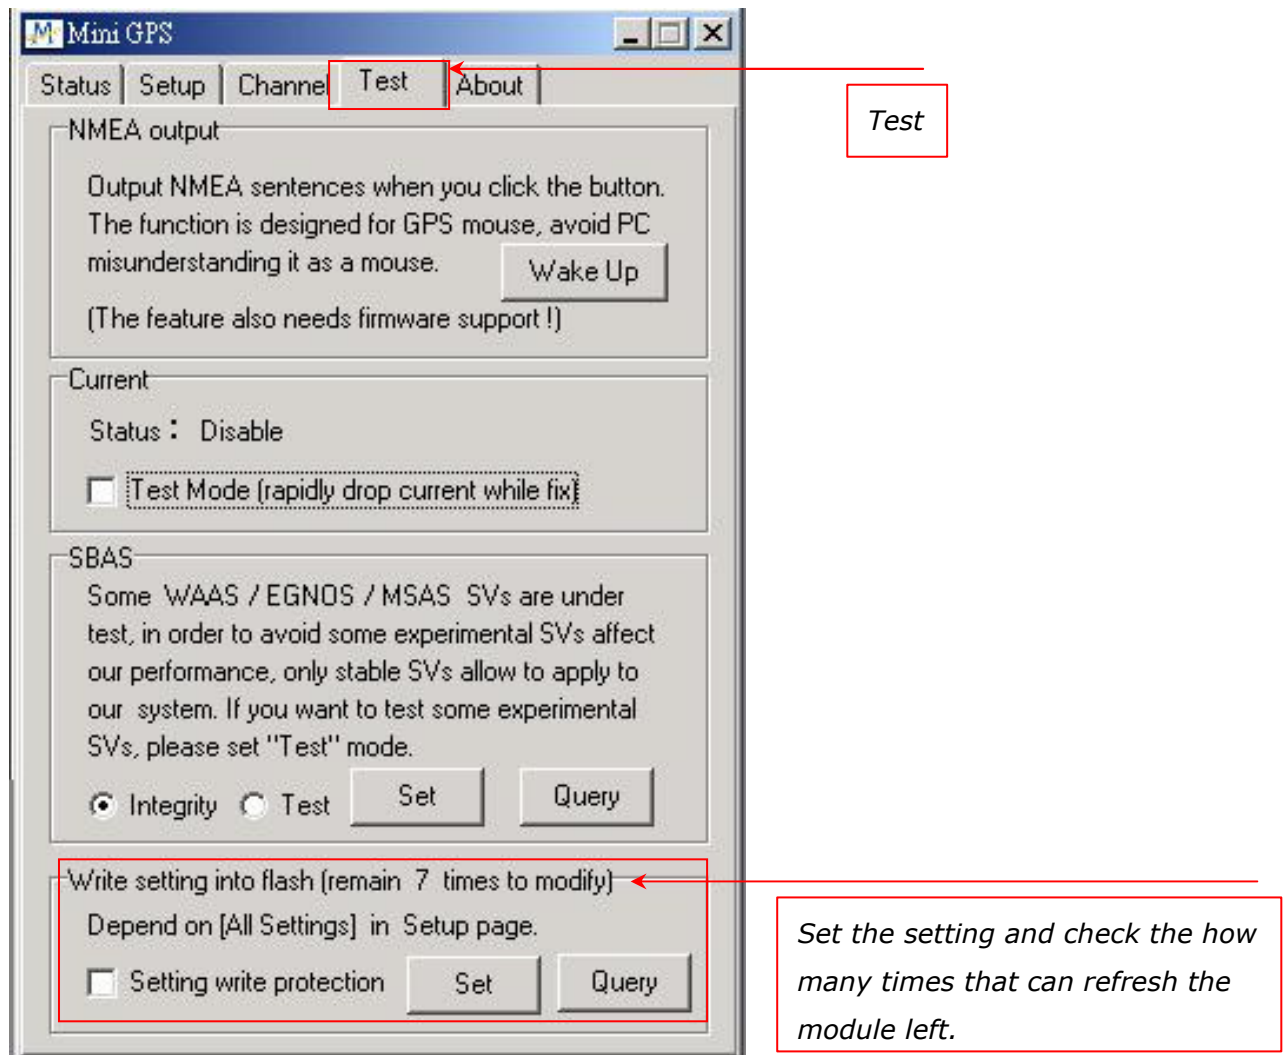 Mini GPS
Status Setup Channel Test About
Test
NMEA output
Output NMEA sentences when you click the button.
The function is designed for GPS mouse, avoid PC
misunderstanding it as a mouse.
Wake Up
(The feature also needs firmware support !)
Current
Status : Disable
Test Mode (rapidly drop current while fix)
SBAS
Some WAAS / EGNOS / MSAS SVs are under
test, in order to avoid some experimental SVs affect
our performance, only stable SVs allow to apply to
our system. If you want to test some experimental
SVs, please set "Test" mode.
Integrity Test Set Query
Write setting into flash (remain 7 times to modify)
Depend on [All Settings] in Setup page.
Setting write protection Set Query
Set the setting and check the how
many times that can refresh the
module left.